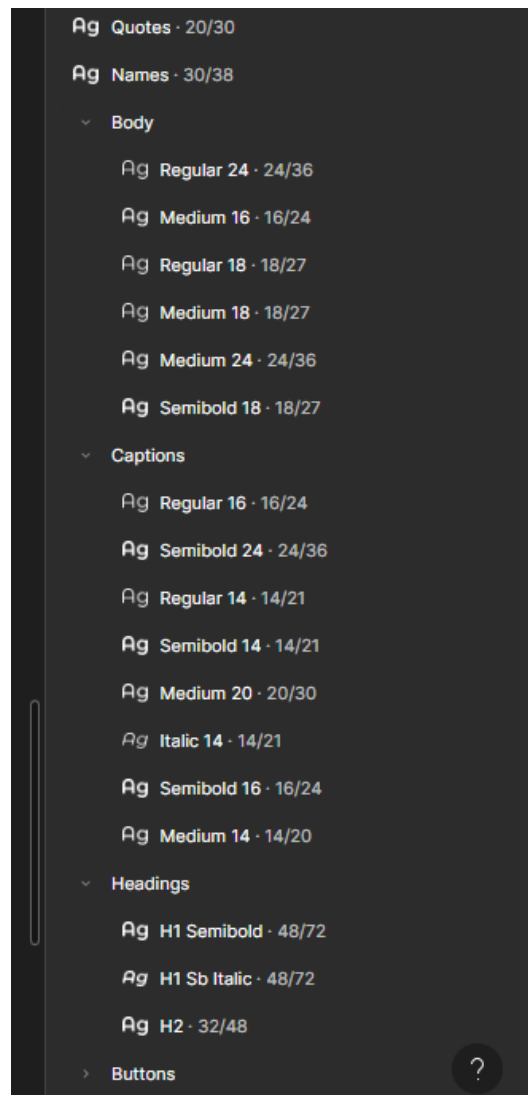 Ag Quotes · 20/30
Ag Names · 30/38
Body
Ag Regular 24 · 24/36
Ag Medium 16 · 16/24
Ag Regular 18 · 18/27
Ag Medium 18 · 18/27
Ag Medium 24 · 24/36
Ag Semibold 18 · 18/27
Captions
Ag Regular 16 · 16/24
Ag Semibold 24 · 24/36
Ag Regular 14 · 14/21
Ag Semibold 14 · 14/21
Ag Medium 20 · 20/30
Ag Italic 14 · 14/21
Ag Semibold 16 · 16/24
Ag Medium 14 · 14/20
Headings
Ag H1 Semibold · 48/72
Ag H1 Sb Italic · 48/72
Ag H2 · 32/48
Buttons
?